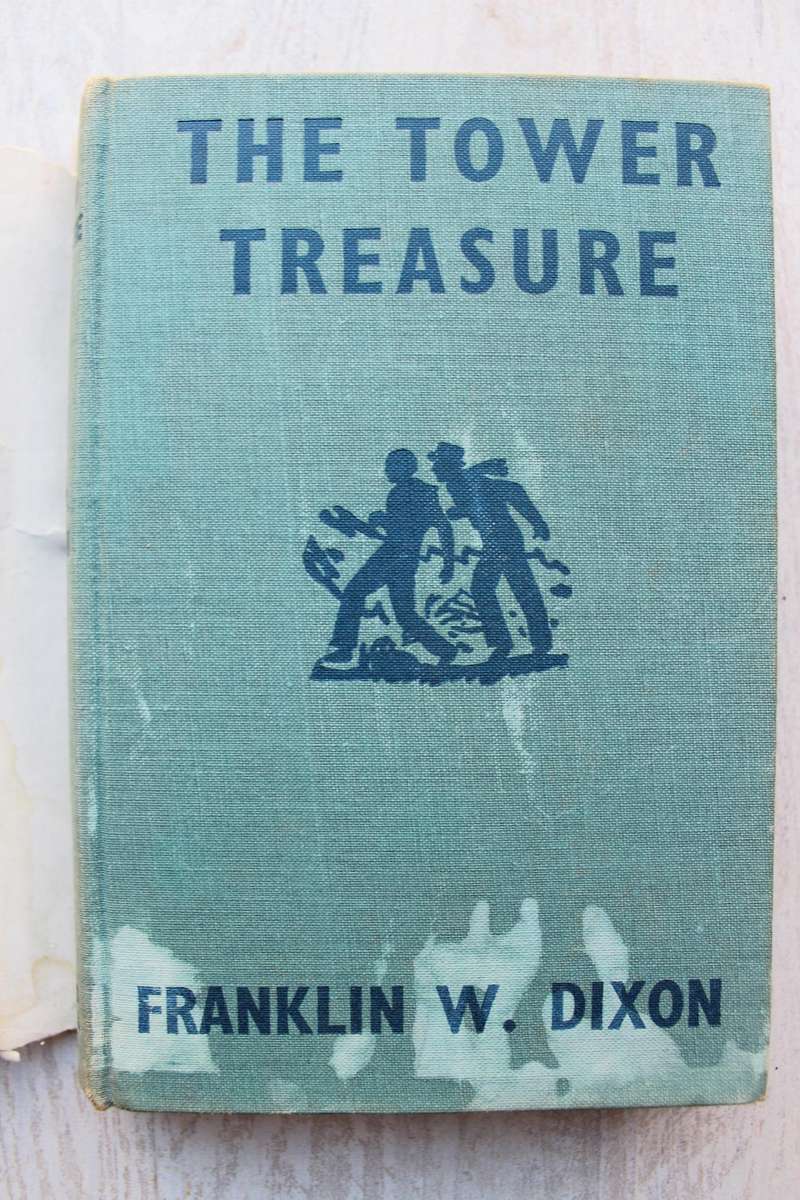 THE TOWER
TREASURE
FRANKLIN W. DIXON